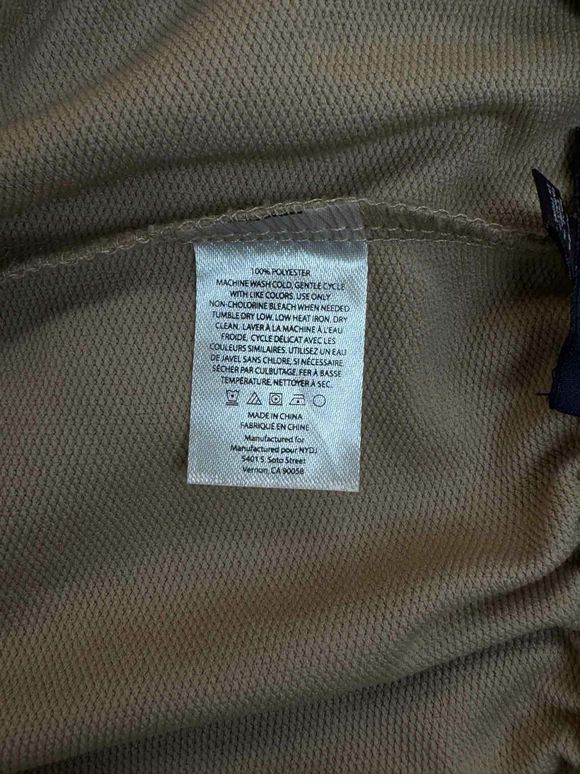 100% POLYESTER
MACHINE WASH COLD, GENTLE CYCLE
WITH LIKE COLORS. USE ONLY
NON-CHOLORINE BLEACH WHEN NEEDED
TUMBLE DRY LOW. LOW HEAT IRON. DRY
CLEAN. LAVER À LA MACHINE À L'EAU
FROIDE, CYCLE DÉLICAT AVEC LES
COULEURS SIMILAIRES. UTILISEZ UN EAU
DE JAVEL SANS CHLORE, SI NÉCESSAIRE.
SÉCHER PAR CULBUTAGE. FER À BASSE
TEMPÉRATURE. NETTOYER À SEC.
MADE IN CHINA
FABRIQUÉ EN CHINE
Manufactured for
Manufacturé pour NYDJ
5401 S. Soto Street
Vernon, CA 90058